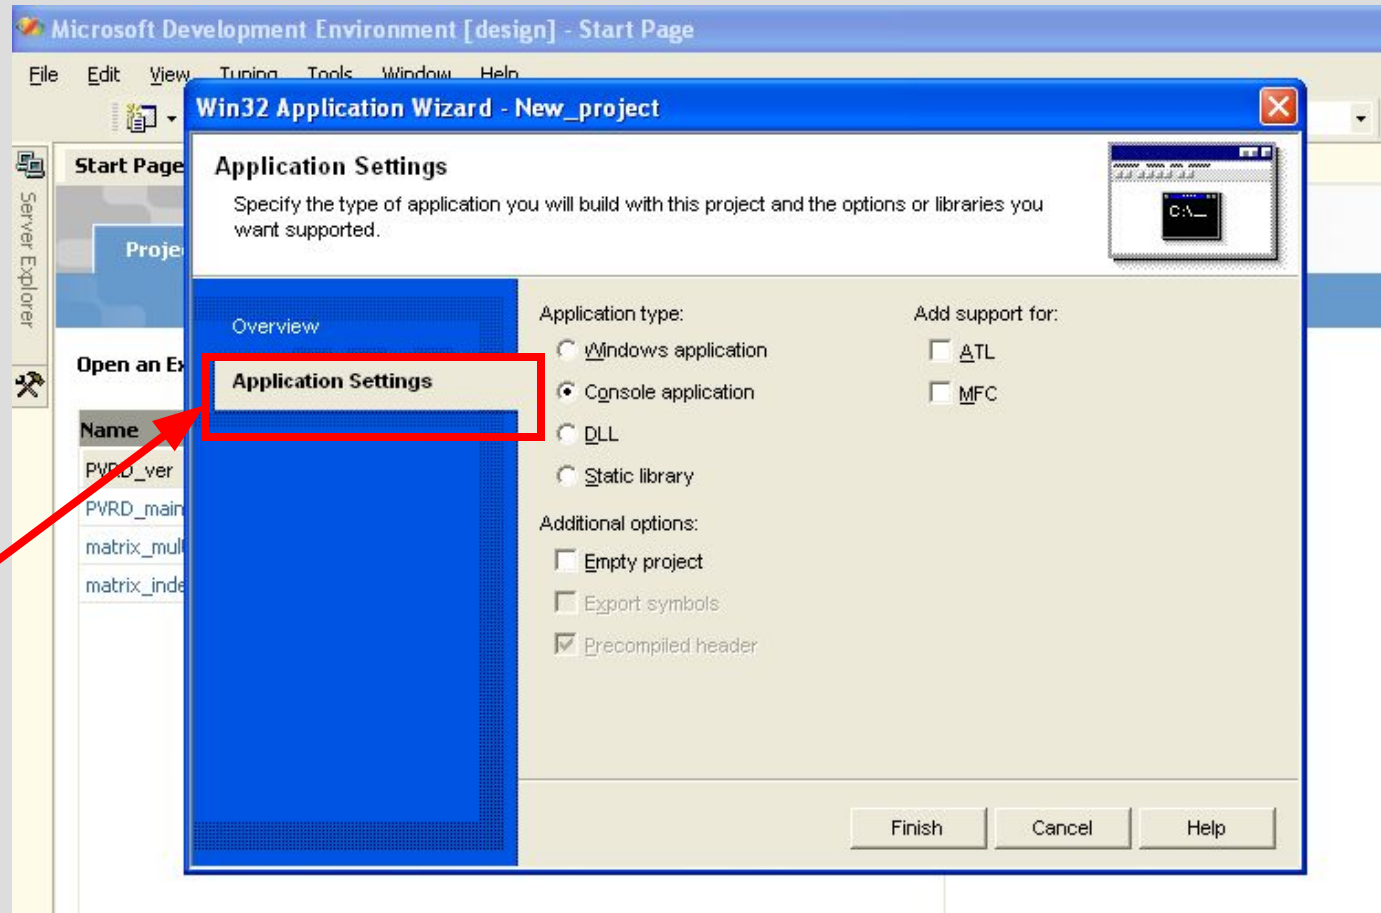 Microsoft Development Environment [design] - Start Page
File Edit View Tuning Tools Window Help
Win32 Application Wizard - New_project
Start Page
Application Settings
Specify the type of application you will build with this project and the options or libraries you
want supported.
C:\_
Server Explorer
Proje
Overview
Application Settings
Open an Ex
Name
PVRD_ver
PVRD_main
matrix_mul
matrix_inde
Application type:
Windows application
Console application
DLL
Static library
Add support for:
ATL
MFC
Additional options:
Empty project
Export symbols
Precompiled header
Finish Cancel Help